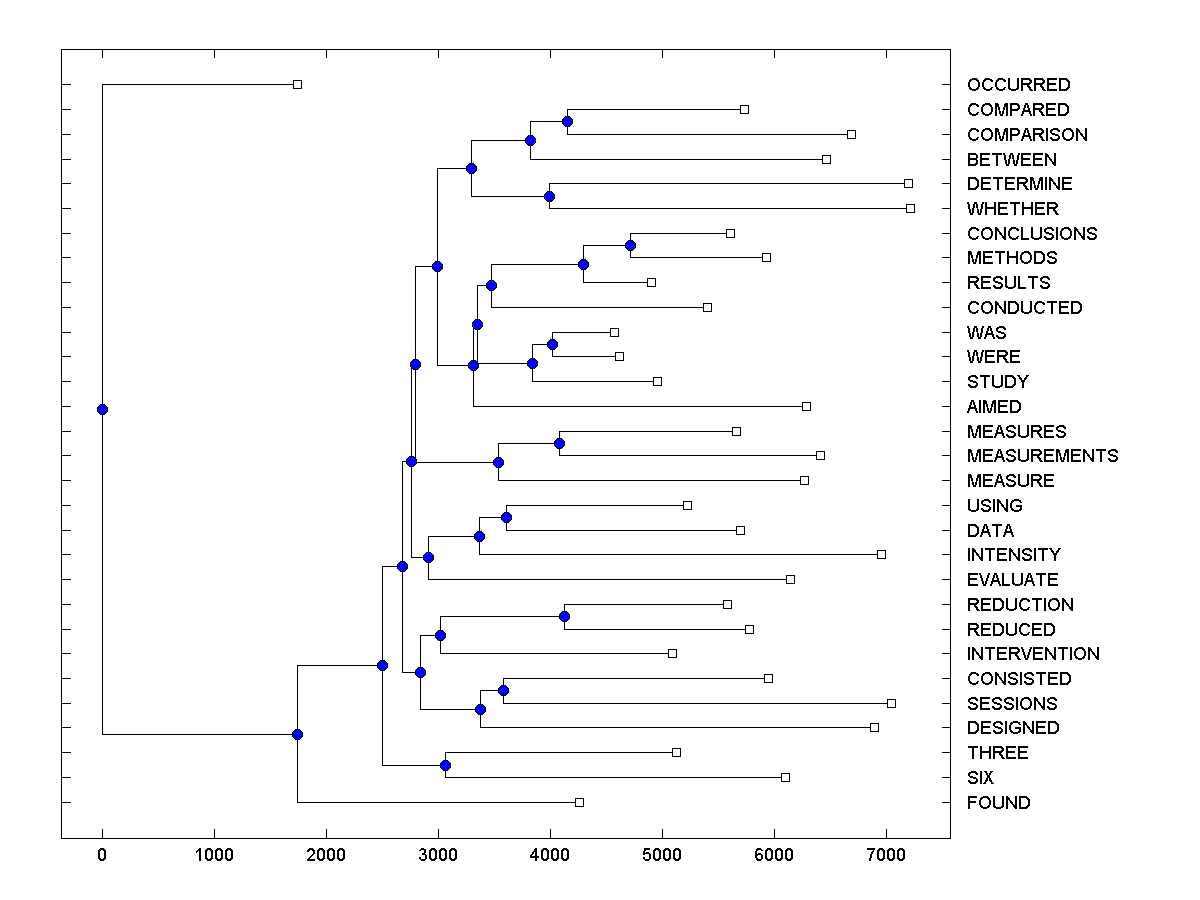 OCCURRED
COMPARED
COMPARISON
BETWEEN
DETERMINE
WHETHER
CONCLUSIONS
METHODS
RESULTS
CONDUCTED
WAS
WERE
STUDY
AIMED
MEASURES
MEASUREMENTS
MEASURE
USING
DATA
INTENSITY
EVALUATE
REDUCTION
REDUCED
INTERVENTION
CONSISTED
SESSIONS
DESIGNED
THREE
SIX
FOUND
0 1000 2000 3000 4000 5000 6000 7000